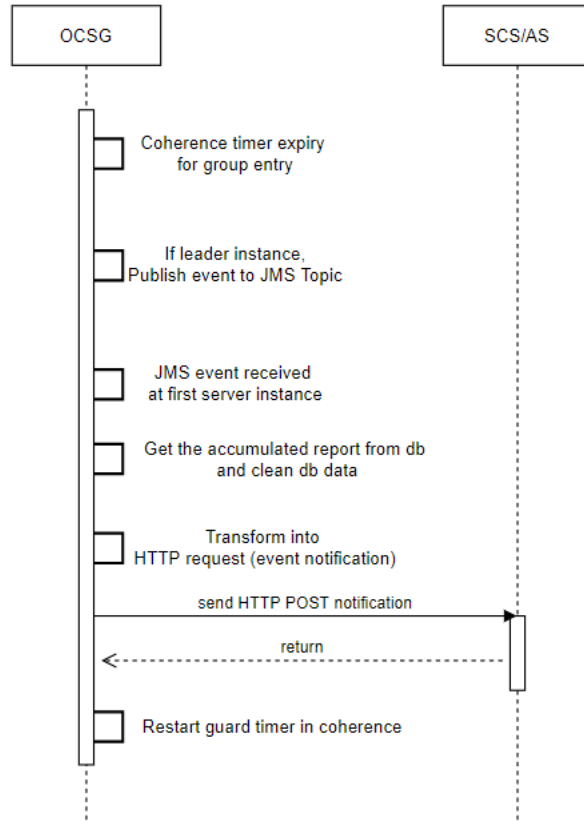 OCSG
SCS/AS
Coherence timer expiry
for group entry
If leader instance,
Publish event to JMS Topic
JMS event received
at first server instance
Get the accumulated report from db
and clean db data
Transform into
HTTP request (event notification)
send HTTP POST notification
return
Restart guard timer in coherence